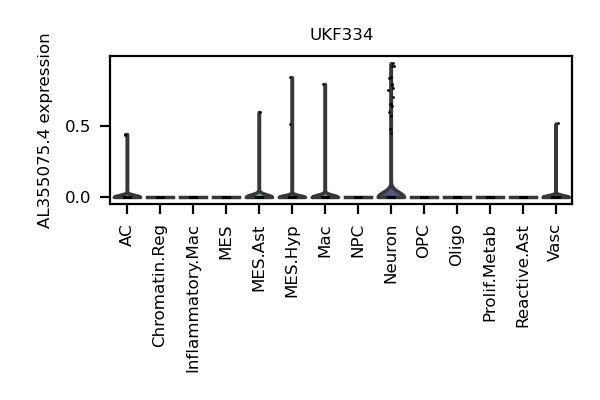 UKF334
AL355075.4 expression
0.5
0.0
AC
Chromatin.Reg
Inflammatory.Mac
MES
MES.Ast
MES.Hyp
Mac
NPC
Neuron
OPC
Oligo
Prolif.Metab
Reactive.Ast
Vasc